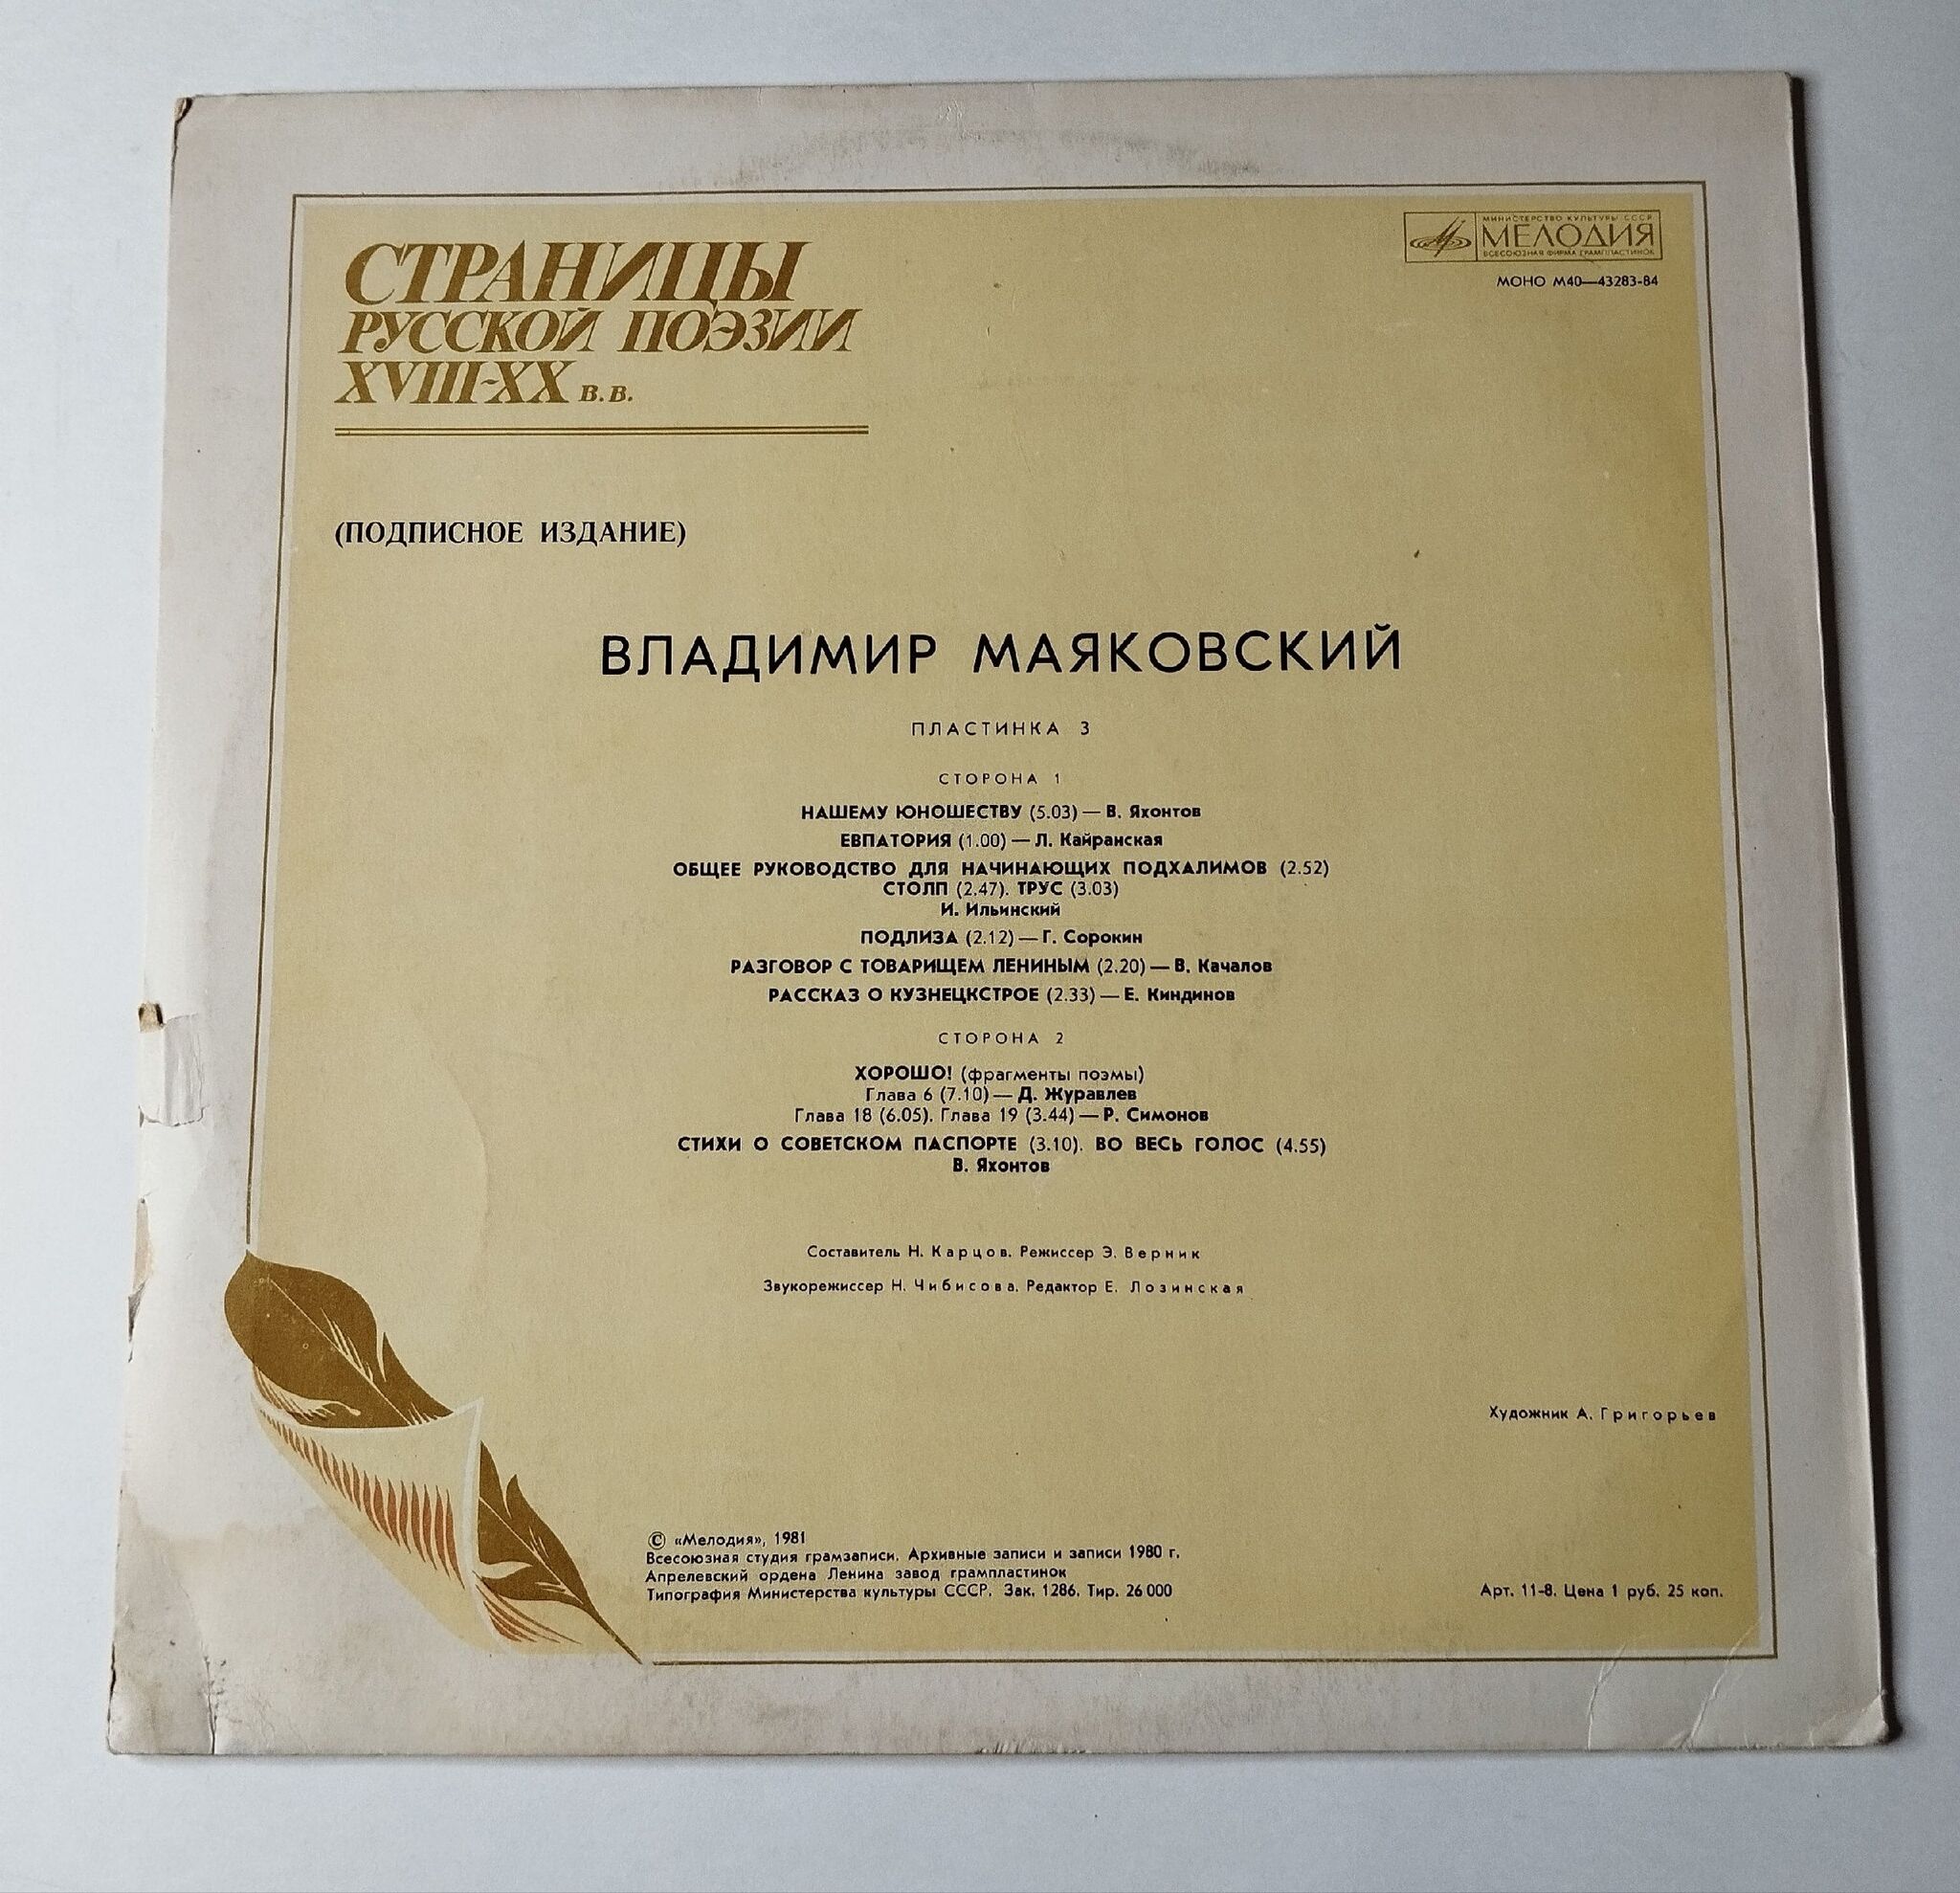 СТРАНИЦЫ
РУССКОЙ ПОЭЗИИ
XVIII-XX В.В.
МИНИСТЕРСТВО КУЛЬТУРЫ СССР
МЕЛОДИЯ
ВСЕСОЮЗНАЯ ФИРМА ГРАМПЛАСТИНОК
МОНО М40—43283-84
(ПОДПИСНОЕ ИЗДАНИЕ)
ВЛАДИМИР МАЯКОВСКИЙ
ПЛАСТИНКА 3
СТОРОНА 1
НАШЕМУ ЮНОШЕСТВУ (5.03) — В. Яхонтов
ЕВПАТОРИЯ (1.00) — Л. Кайранская
ОБЩЕЕ РУКОВОДСТВО ДЛЯ НАЧИНАЮЩИХ ПОДХАЛИМОВ (2.52)
СТОЛП (2.47). ТРУС (3.03)
И. Ильинский
ПОДЛИЗА (2.12) — Г. Сорокин
РАЗГОВОР С ТОВАРИЩЕМ ЛЕНИНЫМ (2.20) — В. Качалов
РАССКАЗ О КУЗНЕЦКСТРОЕ (2.33) — Е. Киндинов
СТОРОНА 2
ХОРОШО! (фрагменты поэмы)
Глава 6 (7.10) — Д. Журавлев
Глава 18 (6.05). Глава 19 (3.44) — Р. Симонов
СТИХИ О СОВЕТСКОМ ПАСПОРТЕ (3.10). ВО ВЕСЬ ГОЛОС (4.55)
В. Яхонтов
Составитель Н. Карцов. Режиссер Э. Верник
Звукорежиссер Н. Чибисова. Редактор Е. Лозинская
Художник А. Григорьев
© «Мелодия», 1981
Всесоюзная студия грамзаписи. Архивные записи и записи 1980 г.
Апрелевский ордена Ленина завод грампластинок
Типография Министерства культуры СССР. Зак. 1286. Тир. 26 000
Арт. 11-8. Цена 1 руб. 25 коп.